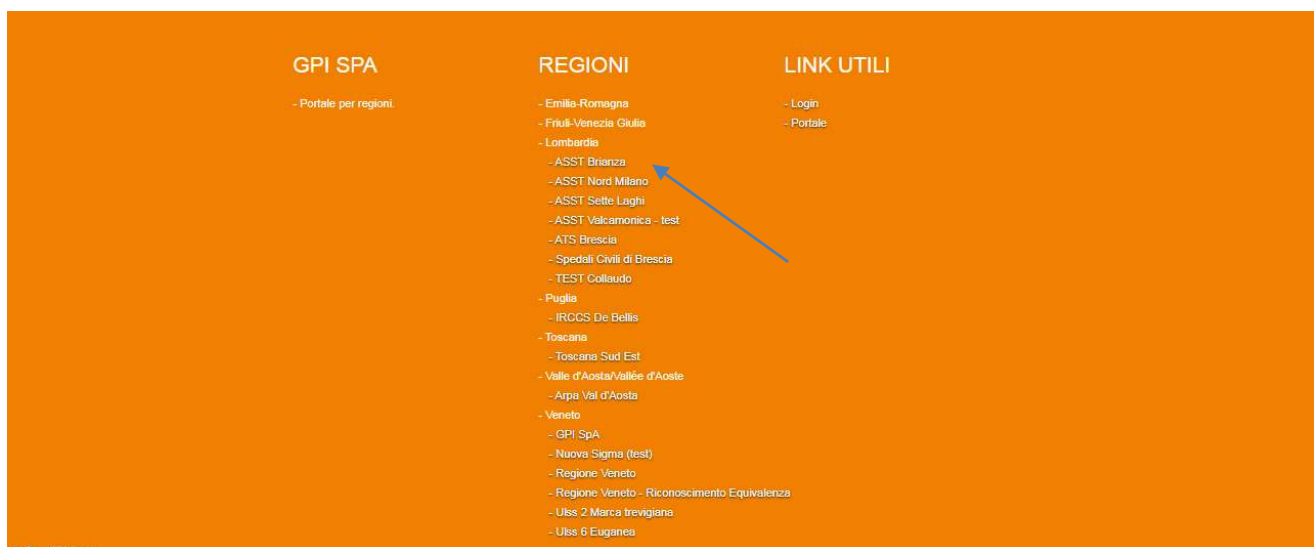 GPI SPA
- Portale per regioni.
REGIONI
- Emilia-Romagna
- Friuli-Venezia Giulia
- Lombardia
- ASST Brianza
- ASST Nord Milano
- ASST Sette Laghi
- ASST Valcamonica - test
- ATS Brescia
- Spedali Civili di Brescia
- TEST Collaudo
- Puglia
- IRCCS De Bellis
- Toscana
- Toscana Sud Est
- Valle d'Aosta/Vallée d'Aoste
- Arpa Val d'Aosta
- Veneto
- GPI SpA
- Nuova Sigma (test)
- Regione Veneto
- Regione Veneto - Riconoscimento Equivalenza
- Ulss 2 Marca trevigiana
- Ulss 6 Euganea
LINK UTILI
- Login
- Portale